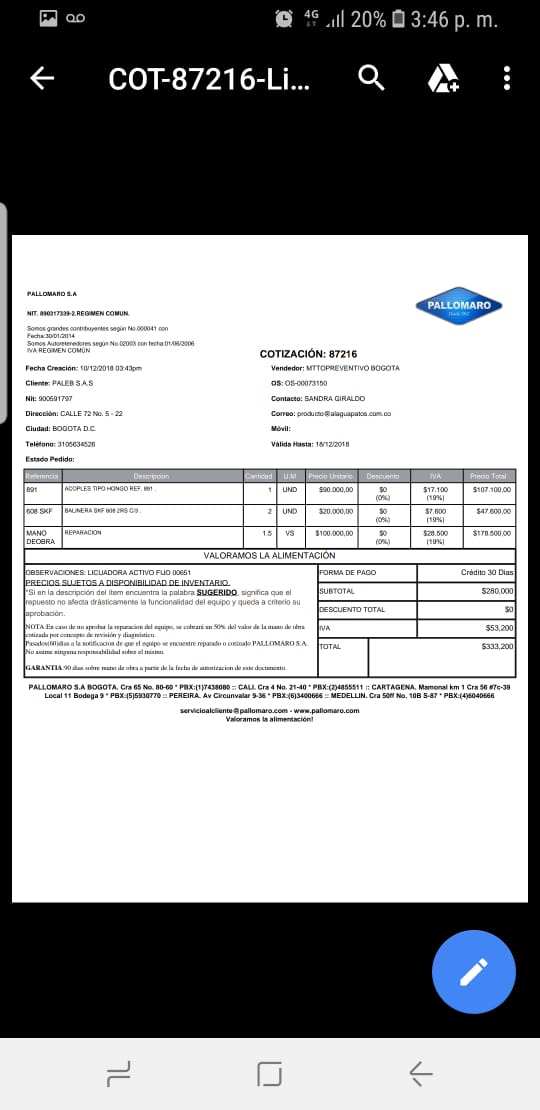 4G 20% 3:46 p. m.
COT-87216-Li...
PALLOMARO S.A
NIT. 890317339-2.REGIMEN COMUN.
Somos grandes contribuyentes según No.000041 con
Fecha:30/01/2014
Somos Autoretenedores según No.02003 con fecha:01/06/2006
IVA REGIMEN COMÚN
PALLOMARO
Desde 1962
COTIZACIÓN: 87216
Fecha Creación: 10/12/2018 03:43pm
Vendedor: MTTOPREVENTIVO BOGOTA
Cliente: PALEB S.A.S
OS: OS-00073150
Nit: 900591797
Contacto: SANDRA GIRALDO
Dirección: CALLE 72 No. 5 - 22
Correo: producto@alaguapatos.com.co
Ciudad: BOGOTA D.C.
Móvil:
Teléfono: 3105634526
Válida Hasta: 18/12/2018
Estado Pedido:
Referencia Descripcion Cantidad U.M Precio Unitario Descuento IVA Precio Total
891 ACOPLES TIPO HONGO REF. 891 . 1 UND $90.000,00 $0 (0%) $17.100 (19%) $107.100,00
608 SKF BALINERA SKF 608 2RS C/3 . 2 UND $20.000,00 $0 (0%) $7.600 (19%) $47.600,00
MANO DEOBRA REPARACION 1.5 VS $100.000,00 $0 (0%) $28.500 (19%) $178.500,00
VALORAMOS LA ALIMENTACIÓN
OBSERVACIONES: LICUADORA ACTIVO FIJO 00651
PRECIOS SUJETOS A DISPONIBILIDAD DE INVENTARIO.
*Si en la descripción del item encuentra la palabra SUGERIDO, significa que el
repuesto no afecta drásticamente la funcionalidad del equipo y queda a criterio su
aprobación.
NOTA:En caso de no aprobar la reparacion del equipo, se cobrará un 50% del valor de la mano de obra
cotizada por concepto de revisión y diagnóstico.
Pasados(60)dias a la notificacion de que el equipo se encuentre reparado o cotizado PALLOMARO S.A.
No asume ninguna responsabilidad sobre el mismo.
GARANTIA:90 dias sobre mano de obra a partir de la fecha de autorizacion de este documento.
FORMA DE PAGO Crédito 30 Dias
SUBTOTAL $280,000
DESCUENTO TOTAL $0
IVA $53,200
TOTAL $333,200
PALLOMARO S.A BOGOTA. Cra 65 No. 80-60 * PBX:(1)7438080 :: CALI. Cra 4 No. 21-40 * PBX:(2)4855511 :: CARTAGENA. Mamonal km 1 Cra 56 #7c-39
Local 11 Bodega 9 * PBX:(5)5930770 :: PEREIRA. Av Circunvalar 9-36 * PBX:(6)3400666 :: MEDELLIN. Cra 50ff No. 10B S-87 * PBX:(4)6040666
servicioalcliente@pallomaro.com - www.pallomaro.com
Valoramos la alimentación!